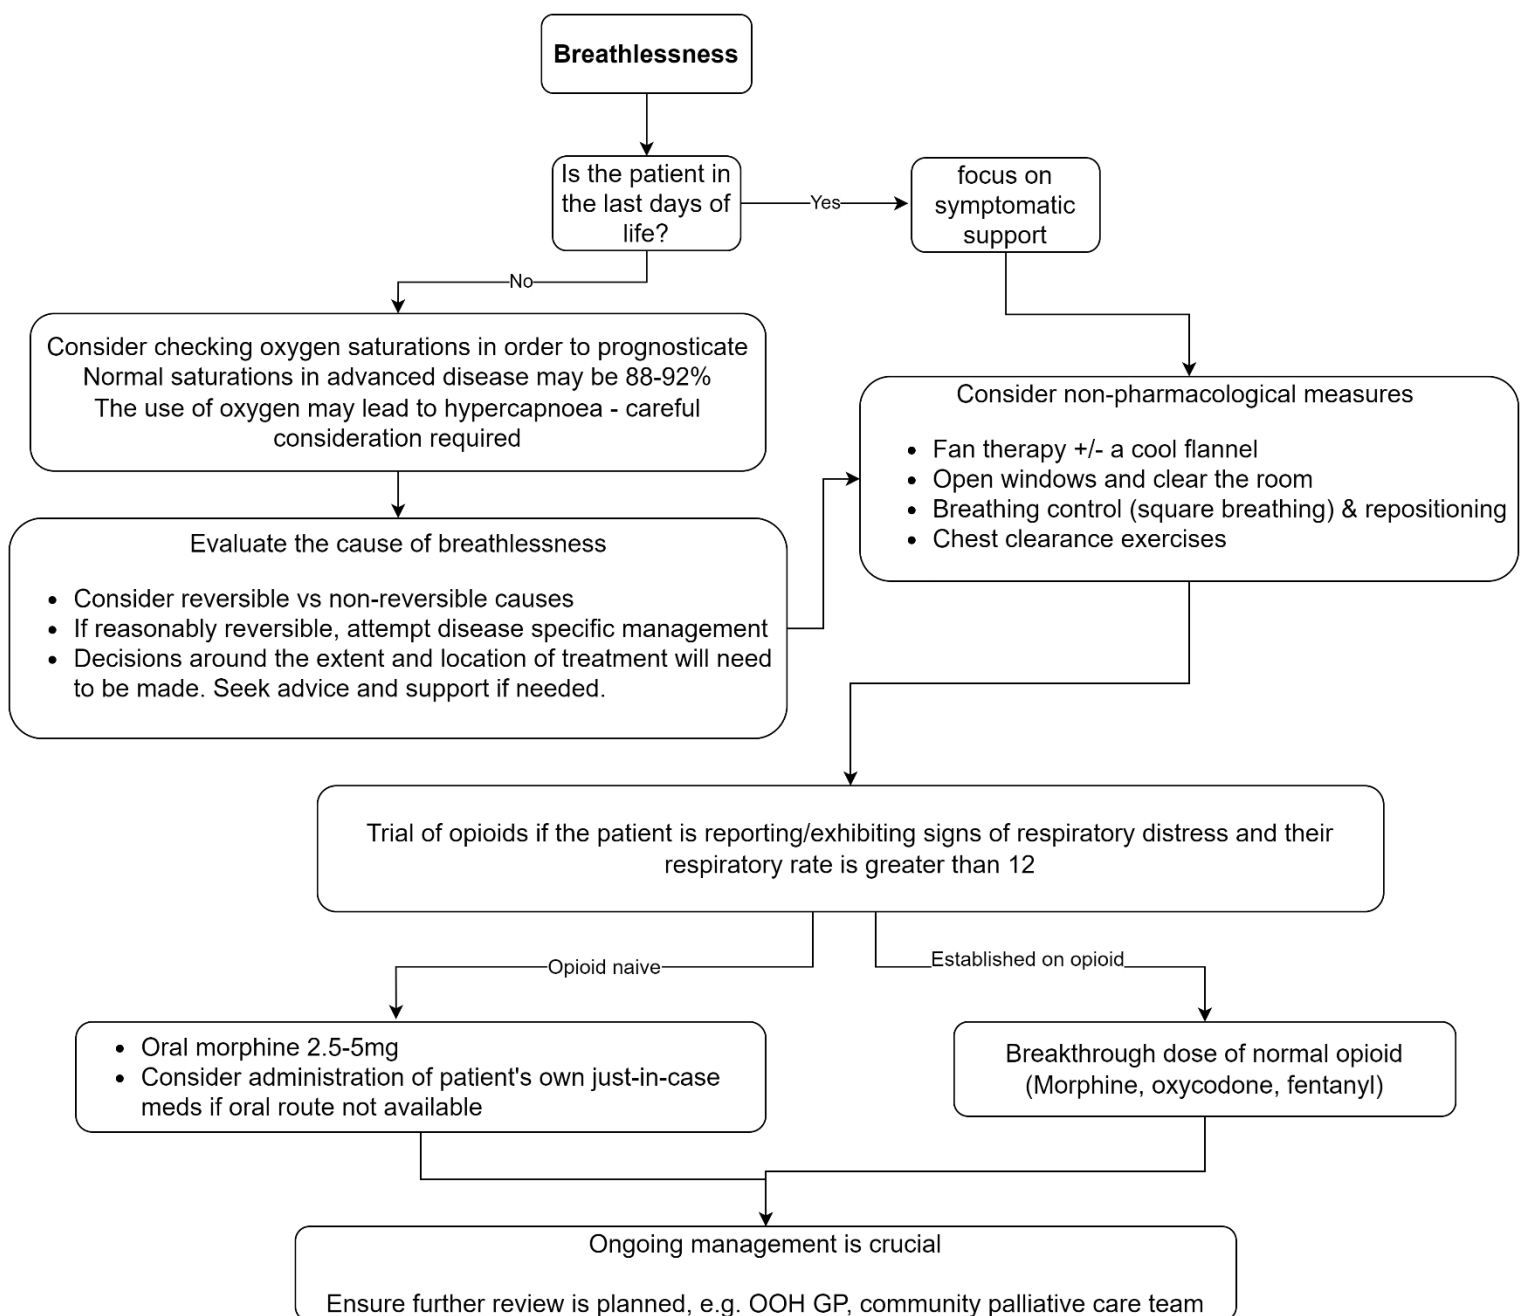 Breathlessness
Is the patient in
the last days of
life?
Yes
focus on
symptomatic
support
No
Consider checking oxygen saturations in order to prognosticate
Normal saturations in advanced disease may be 88-92%
The use of oxygen may lead to hypercapnoea - careful
consideration required
Consider non-pharmacological measures
• Fan therapy +/- a cool flannel
• Open windows and clear the room
• Breathing control (square breathing) & repositioning
• Chest clearance exercises
Evaluate the cause of breathlessness
• Consider reversible vs non-reversible causes
• If reasonably reversible, attempt disease specific management
• Decisions around the extent and location of treatment will need
to be made. Seek advice and support if needed.
Trial of opioids if the patient is reporting/exhibiting signs of respiratory distress and their
respiratory rate is greater than 12
Opioid naive
Established on opioid
• Oral morphine 2.5-5mg
• Consider administration of patient's own just-in-case
meds if oral route not available
Breakthrough dose of normal opioid
(Morphine, oxycodone, fentanyl)
Ongoing management is crucial
Ensure further review is planned, e.g. OOH GP, community palliative care team